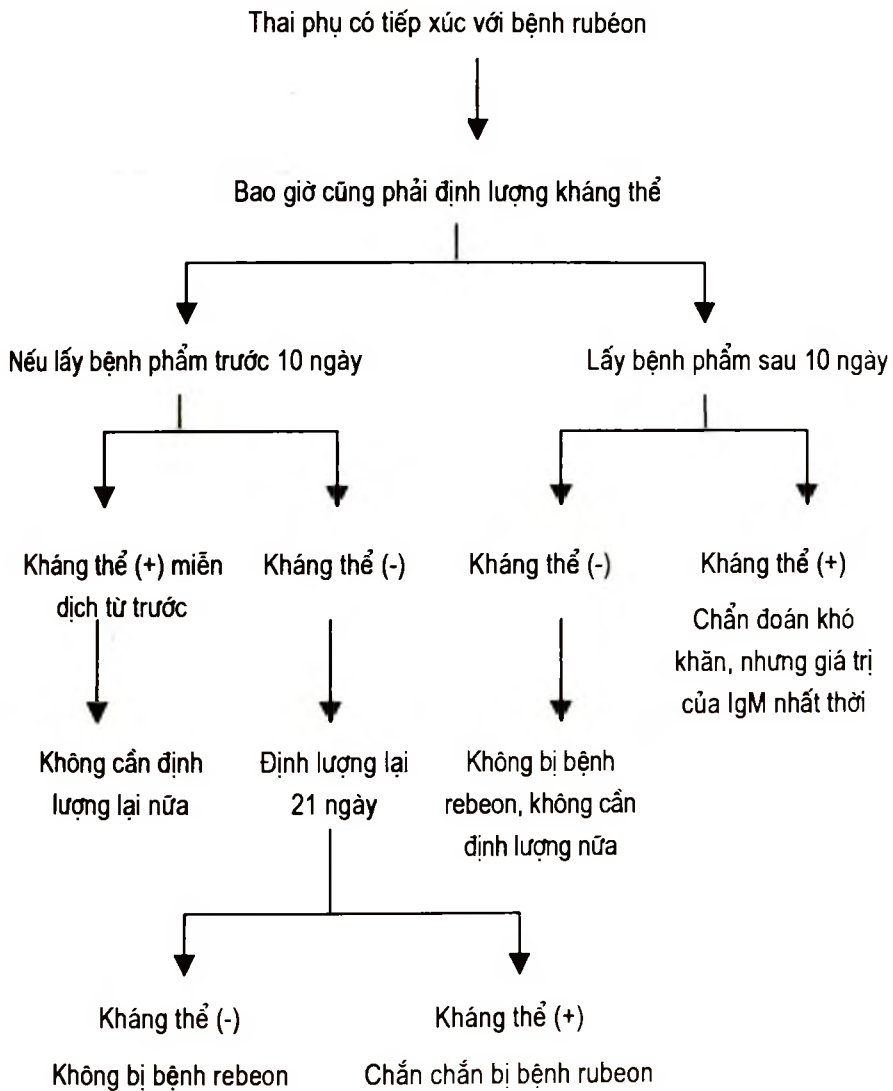 Thai phụ có tiếp xúc với bệnh rubéon
Bao giờ cũng phải định lượng kháng thể
Nếu lấy bệnh phẩm trước 10 ngày
Lấy bệnh phẩm sau 10 ngày
Kháng thể (+) miễn
dịch từ trước
Kháng thể (-)
Kháng thể (-)
Kháng thể (+)
Chẩn đoán khó
khăn, nhưng giá trị
của IgM nhất thời
Không cần định
lượng lại nữa
Định lượng lại
21 ngày
Không bị bệnh
rebeon, không cần
định lượng nữa
Kháng thể (-)
Không bị bệnh rebeon
Kháng thể (+)
Chắn chắn bị bệnh rubeon